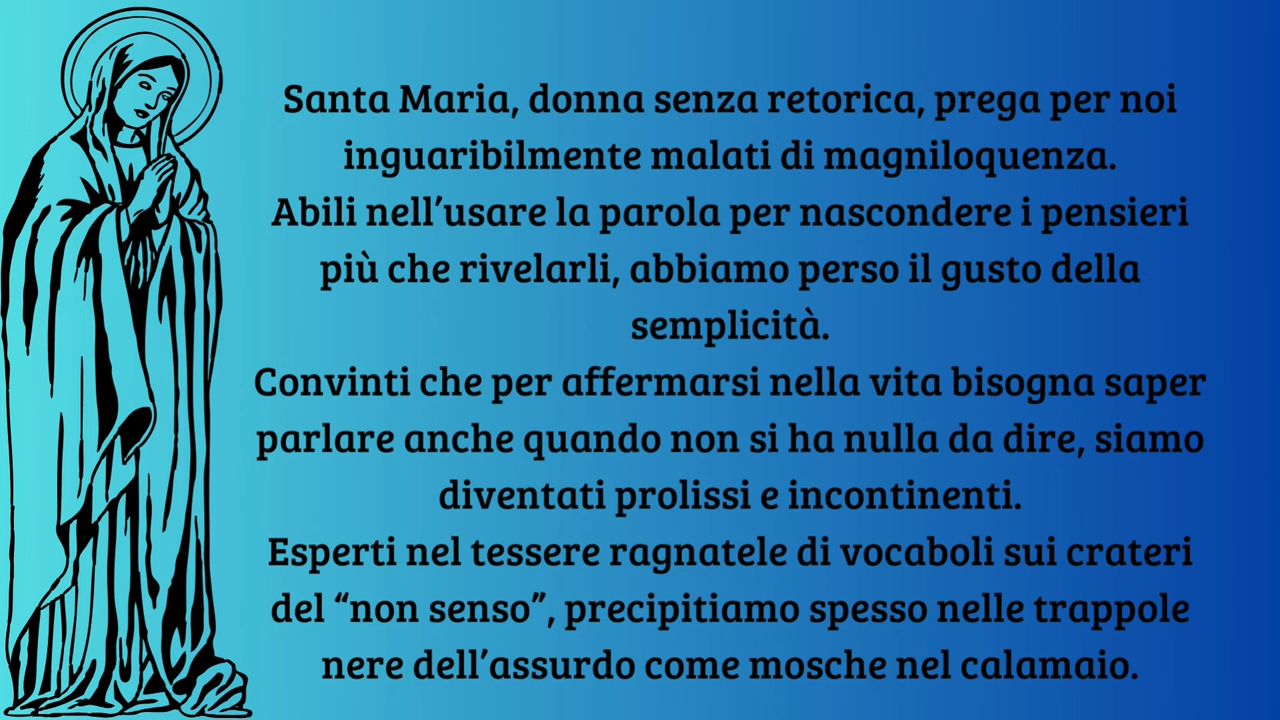 Santa Maria, donna senza retorica, prega per noi
inguaribilmente malati di magniloquenza.
Abili nell'usare la parola per nascondere i pensieri
più che rivelarli, abbiamo perso il gusto della
semplicità.
Convinti che per affermarsi nella vita bisogna saper
parlare anche quando non si ha nulla da dire, siamo
diventati prolissi e incontinenti.
Esperti nel tessere ragnatele di vocaboli sui crateri
del “non senso”, precipitiamo spesso nelle trappole
nere dell'assurdo come mosche nel calamaio.